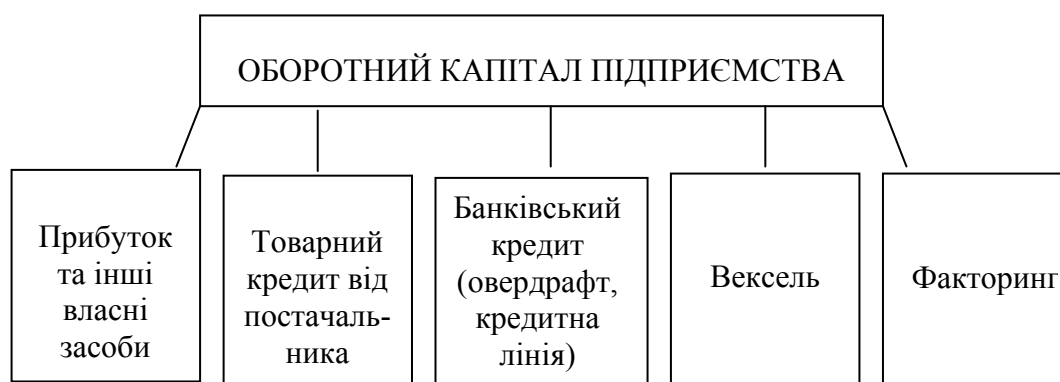 ОБОРОТНИЙ КАПІТАЛ ПІДПРИЄМСТВА
Прибуток
та інші
власні
засоби
Товарний
кредит від
постачаль-
ника
Банківський
кредит
(овердрафт,
кредитна
лінія)
Вексель
Факторинг